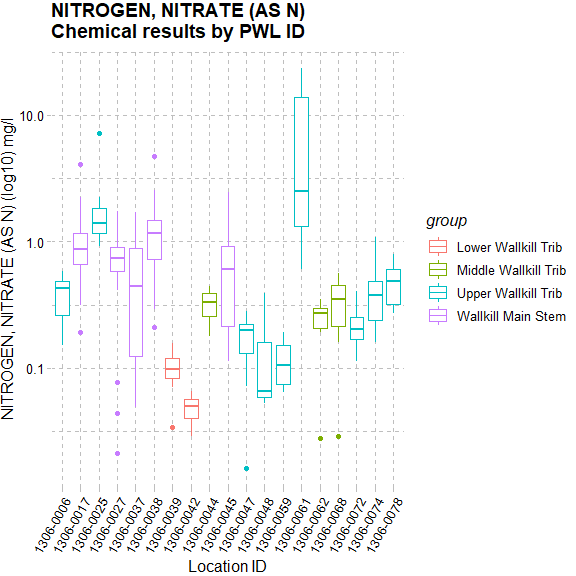 NITROGEN, NITRATE (AS N)
Chemical results by PWL ID
NITROGEN, NITRATE (AS N) (log10) mg/l
10.0
1.0
0.1
1306-0006
1306-0017
1306-0025
1306-0027
1306-0037
1306-0038
1306-0039
1306-0042
1306-0044
1306-0045
1306-0047
1306-0048
1306-0059
1306-0061
1306-0062
1306-0068
1306-0072
1306-0074
1306-0078
Location ID
group
Lower Wallkill Trib
Middle Wallkill Trib
Upper Wallkill Trib
Wallkill Main Stem